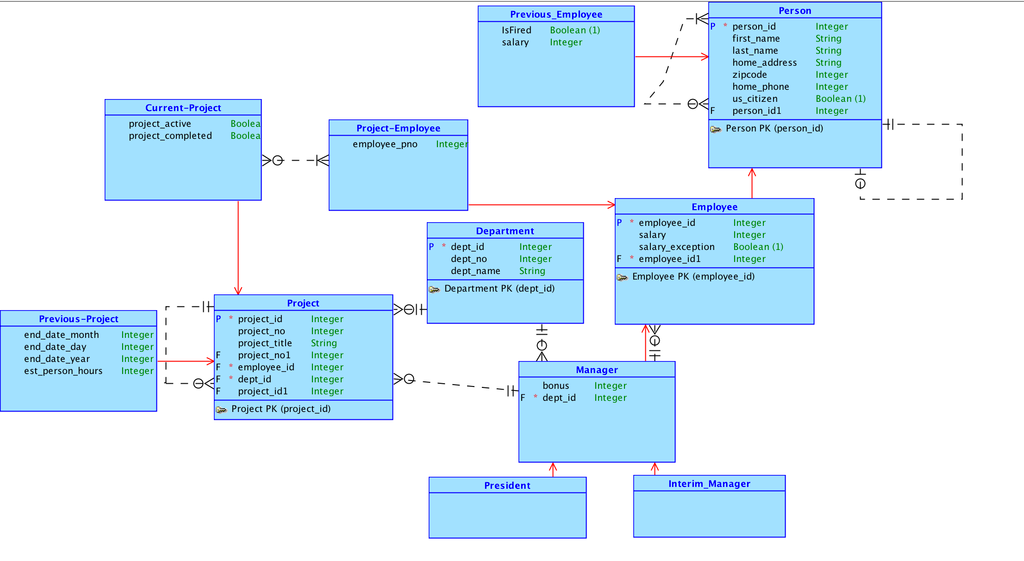 Previous_Employee
IsFired Boolean (1)
salary Integer
Person
P * person_id Integer
first_name String
last_name String
home_address String
zipcode Integer
home_phone Integer
us_citizen Boolean (1)
F person_id1 Integer
Person PK (person_id)
Current-Project
project_active Boolea
project_completed Boolea
Project-Employee
employee_pno Integer
Employee
P * employee_id Integer
salary Integer
salary_exception Boolean (1)
F * employee_id1 Integer
Employee PK (employee_id)
Department
P * dept_id Integer
dept_no Integer
dept_name String
Department PK (dept_id)
Project
P * project_id Integer
project_no Integer
project_title String
F project_no1 Integer
F * employee_id Integer
F * dept_id Integer
F project_id1 Integer
Project PK (project_id)
Previous-Project
end_date_month Integer
end_date_day Integer
end_date_year Integer
est_person_hours Integer
Manager
bonus Integer
F * dept_id Integer
President
Interim_Manager